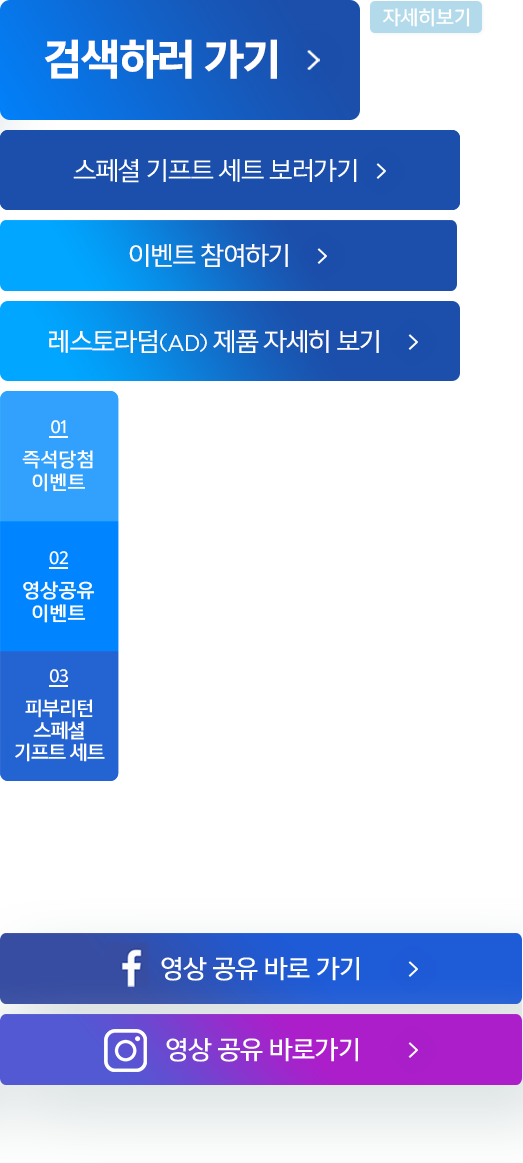 검색하러 가기
자세히보기
스페셜 기프트 세트 보러가기
이벤트 참여하기
레스토라덤(AD) 제품 자세히 보기
01
즉석당첨
이벤트
02
영상공유
이벤트
03
피부리턴
스페셜
기프트 세트
영상 공유 바로 가기
영상 공유 바로가기